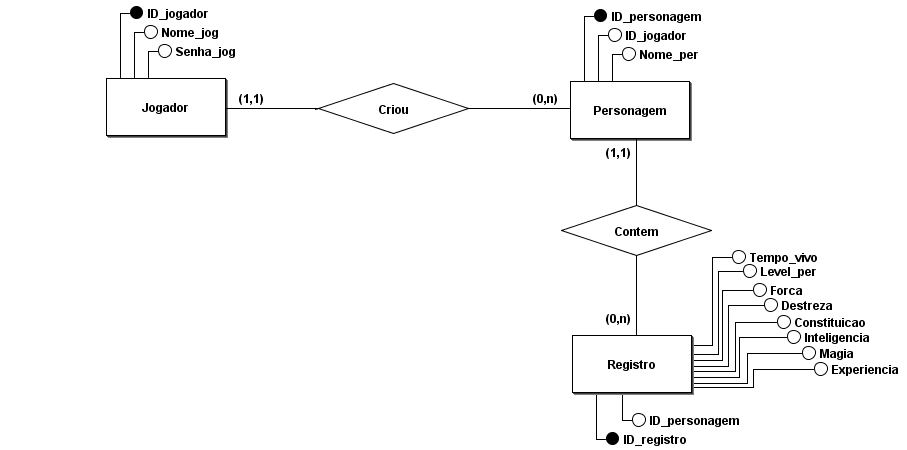 ID_jogador
Nome_jog
Senha_jog
Jogador
(1,1)
Criou
(0,n)
ID_personagem
ID_jogador
Nome_per
Personagem
(1,1)
Contem
(0,n)
Registro
Tempo_vivo
Level_per
Forca
Destreza
Constituicao
Inteligencia
Magia
Experiencia
ID_personagem
ID_registro